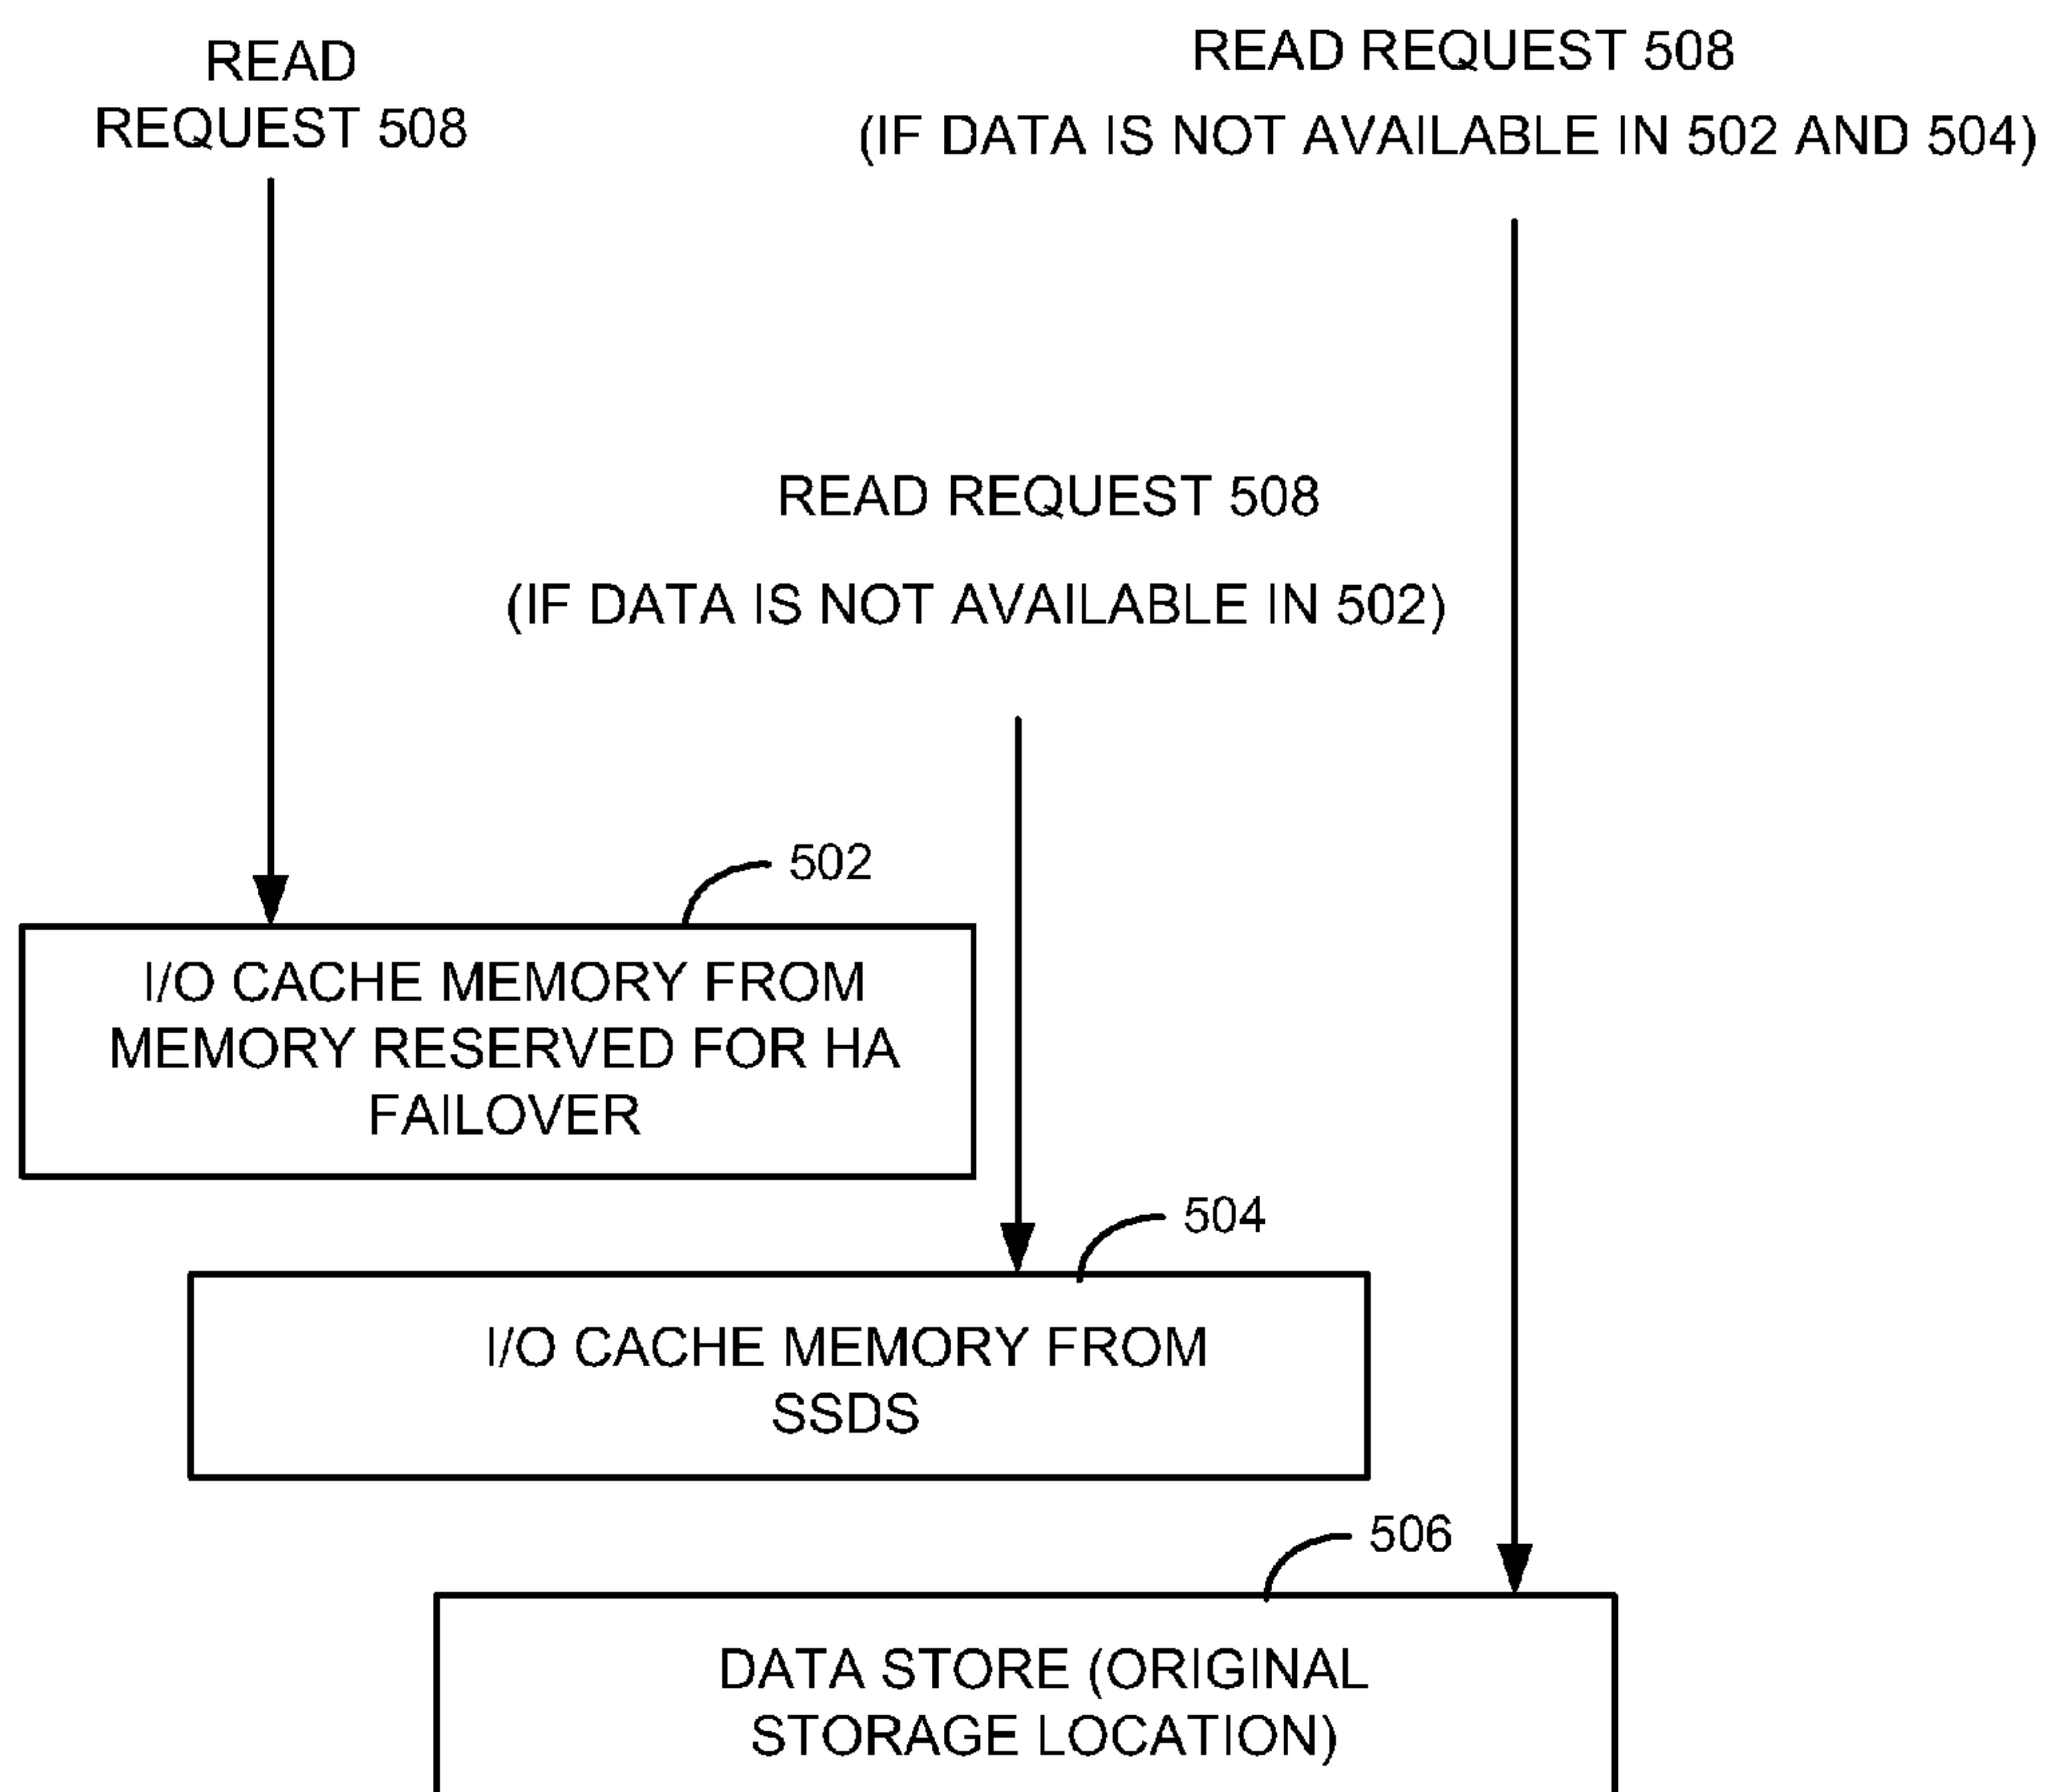 READ
REQUEST 508
READ REQUEST 508
(IF DATA IS NOT AVAILABLE IN 502 AND 504)
READ REQUEST 508
(IF DATA IS NOT AVAILABLE IN 502)
502
I/O CACHE MEMORY FROM
MEMORY RESERVED FOR HA
FAILOVER
504
I/O CACHE MEMORY FROM
SSDS
506
DATA STORE (ORIGINAL
STORAGE LOCATION)